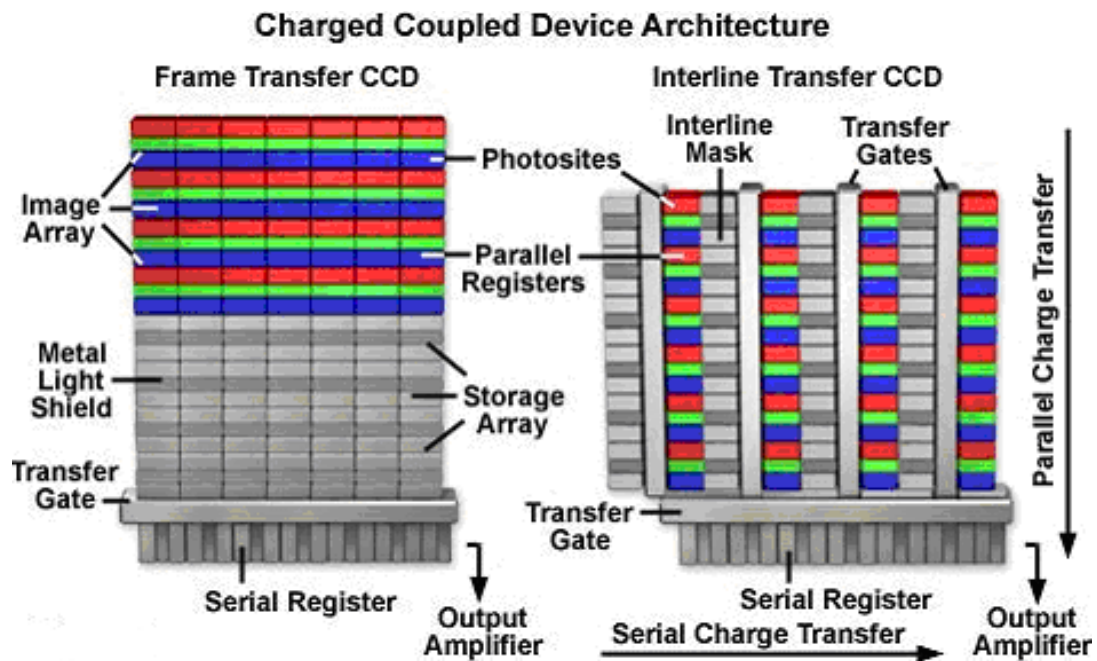 Charged Coupled Device Architecture
Frame Transfer CCD
Interline Transfer CCD
Interline
Mask
Transfer
Gates
Photosites
Image
Array
Parallel
Registers
Metal
Light
Shield
Storage
Array
Transfer
Gate
Serial Register
Output
Amplifier
Transfer
Gate
Serial Register
Serial Charge Transfer
Output
Amplifier
Parallel Charge Transfer